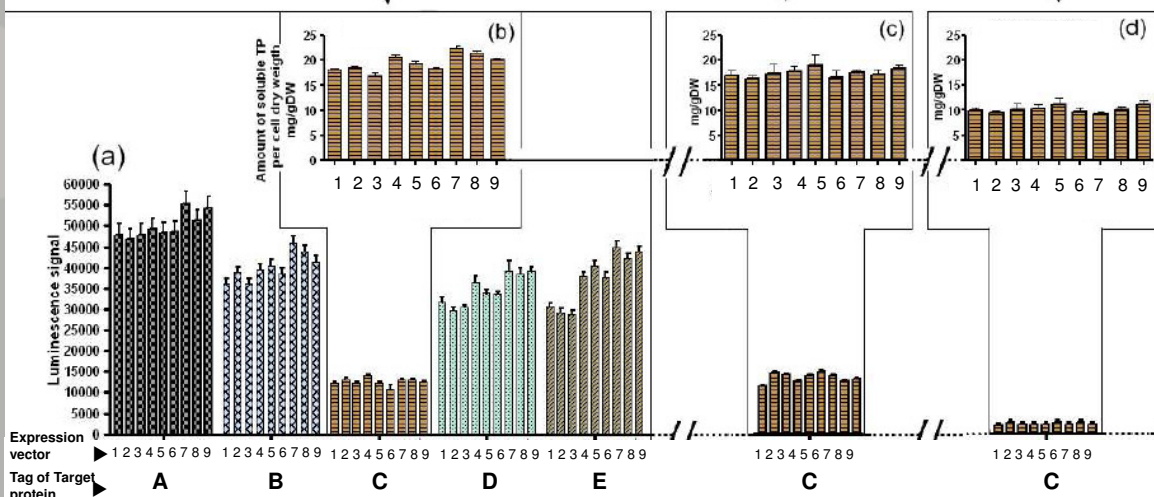 (b)
(c)
(d)
Amount of soluble TP
per cell dry weigth
mg/gDW
25
20
15
10
5
0
1 2 3 4 5 6 7 8 9
mg/gDW
25
20
15
10
5
1 2 3 4 5 6 7 8 9
mg/gDW
25
20
15
10
5
1 2 3 4 5 6 7 8 9
(a)
Luminescence signal
60000
55000
50000
45000
40000
35000
30000
25000
20000
15000
10000
5000
0
Expression
vector
1 2 3 4 5 6 7 8 9 1 2 3 4 5 6 7 8 9 1 2 3 4 5 6 7 8 9 1 2 3 4 5 6 7 8 9 1 2 3 4 5 6 7 8 9 1 2 3 4 5 6 7 8 9 1 2 3 4 5 6 7 8 9
Tag of Target
protein
A B C D E C C